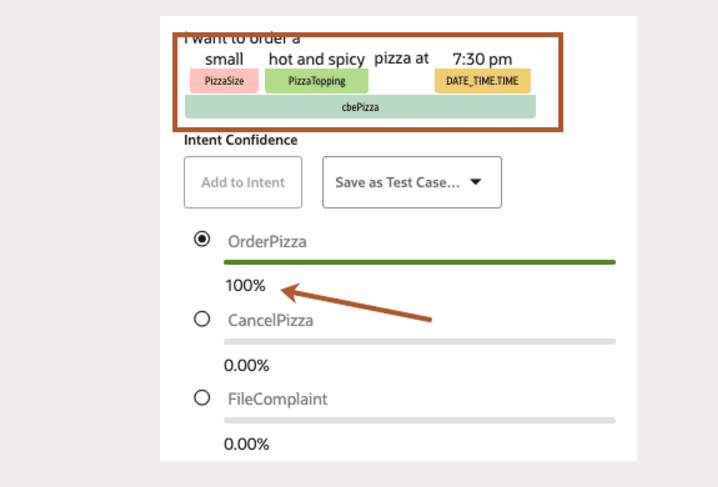 I want to order a
small hot and spicy pizza at 7:30 pm
PizzaSize PizzaTopping DATE_TIME.TIME
cbePizza
Intent Confidence
Add to Intent Save as Test Case...
OrderPizza
100%
CancelPizza
0.00%
FileComplaint
0.00%